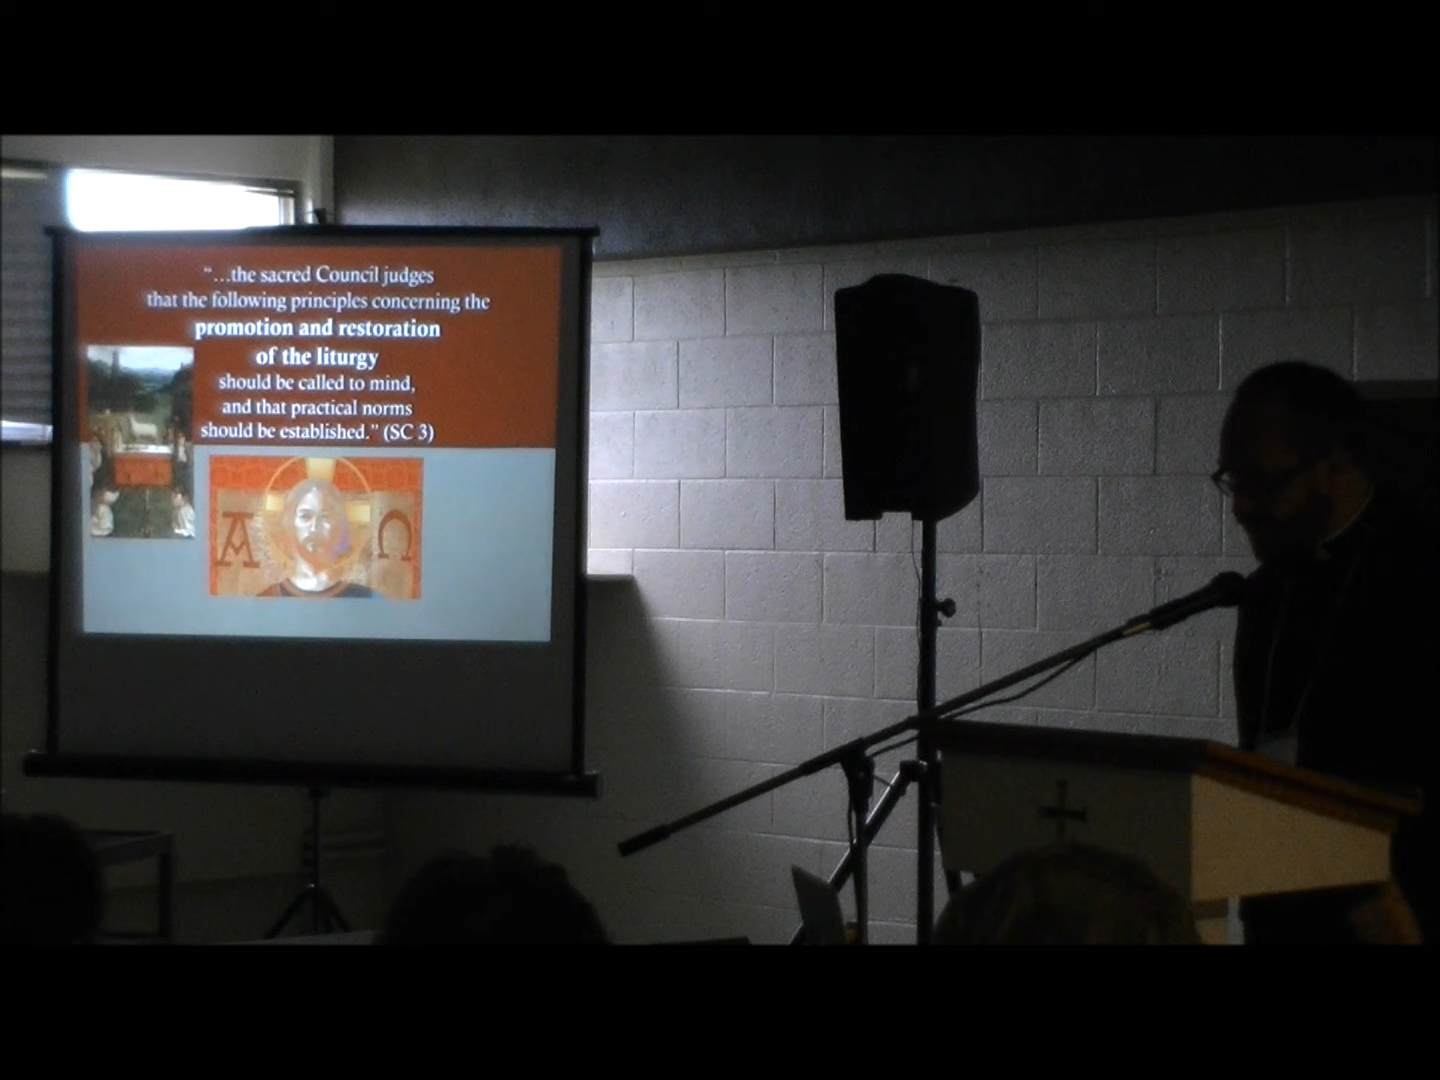 “...the sacred Council judges
that the following principles concerning the
promotion and restoration
of the liturgy
should be called to mind,
and that practical norms
should be established.” (SC 3)
Α Ω